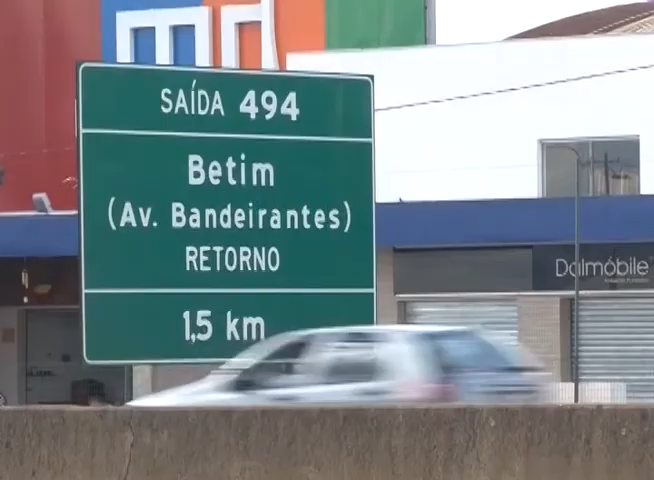 SAÍDA 494
Betim
(Av. Bandeirantes)
RETORNO
1,5 km
Dalmóbile